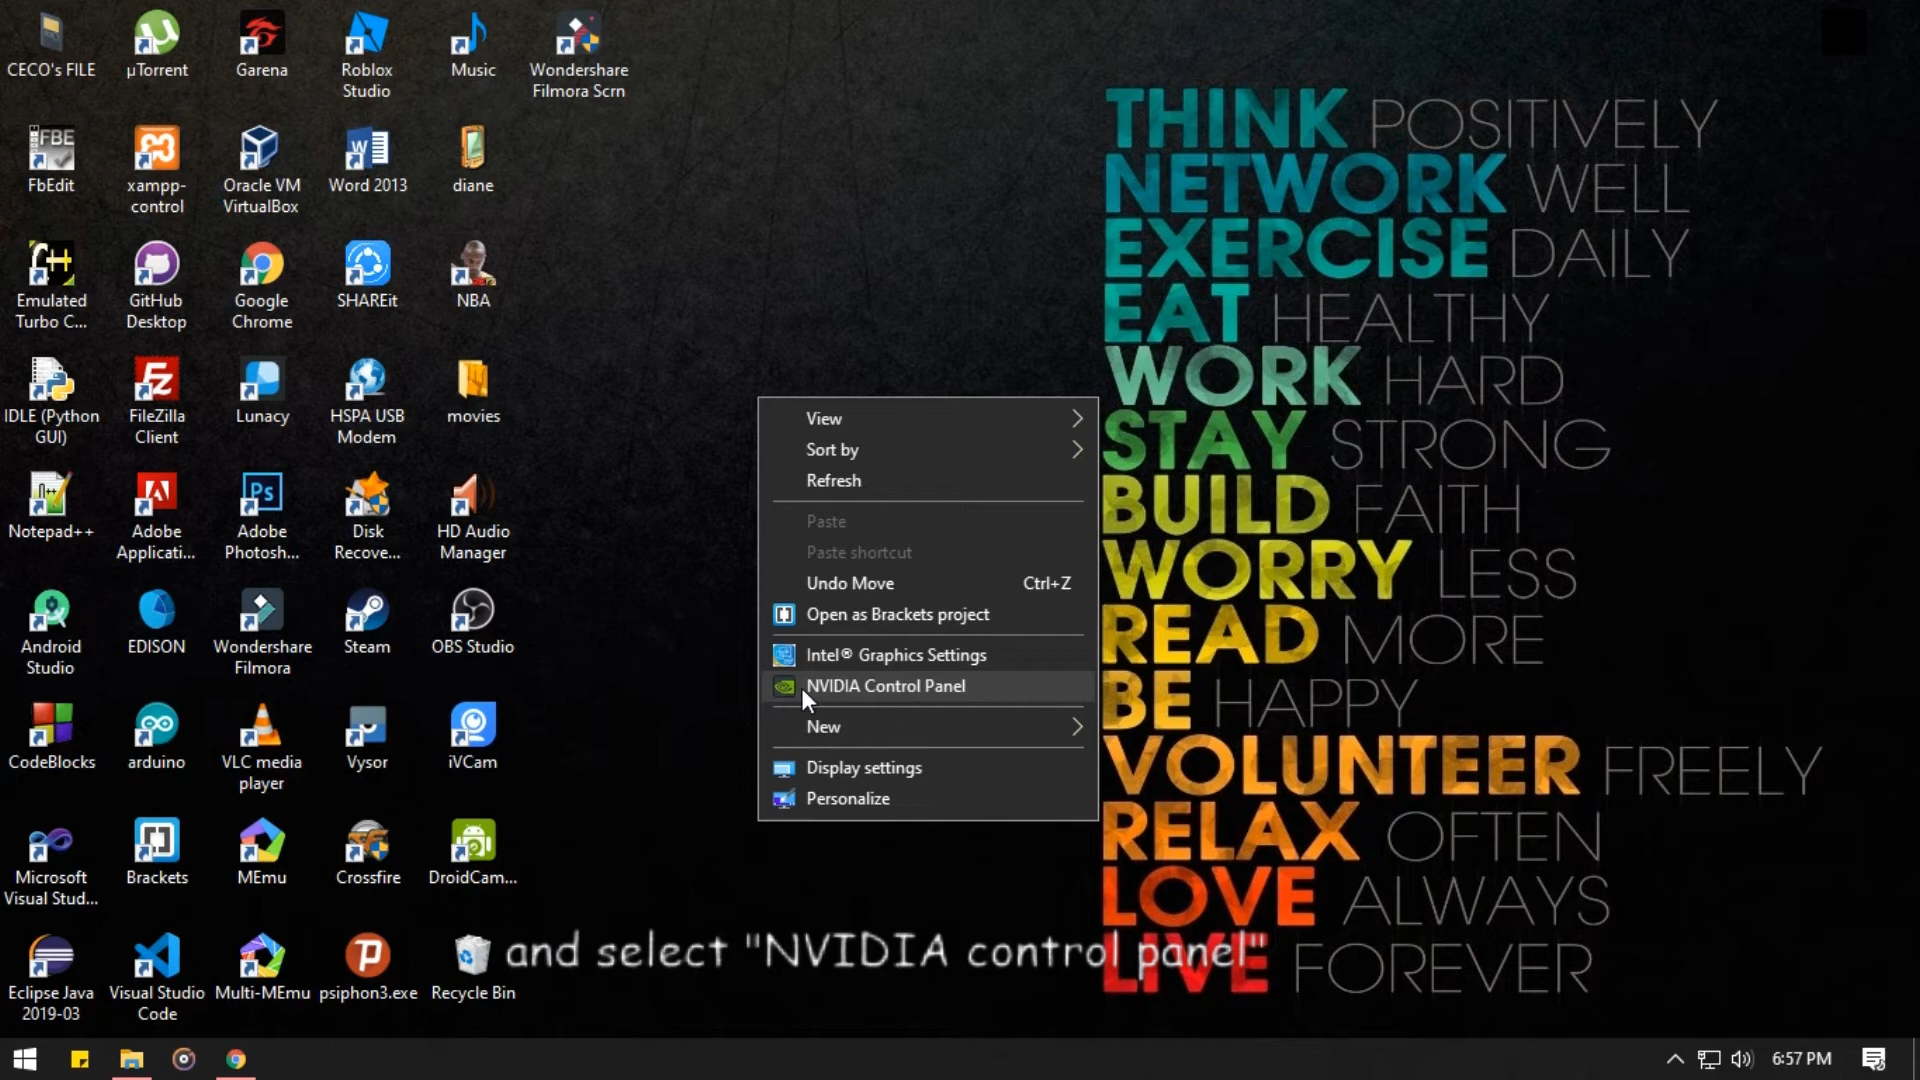 CECO's FILE
µTorrent
Garena
Roblox
Studio
Music
Wondershare
Filmora Scrn
FBE
FbEdit
xampp-
control
Oracle VM
VirtualBox
Word 2013
diane
Emulated
Turbo C...
GitHub
Desktop
Google
Chrome
SHAREit
NBA
IDLE (Python
GUI)
FileZilla
Client
Lunacy
HSPA USB
Modem
movies
Notepad++
Adobe
Applicati...
Ps
Adobe
Photosh...
Disk
Recove...
HD Audio
Manager
Android
Studio
EDISON
Wondershare
Filmora
Steam
OBS Studio
CodeBlocks
arduino
VLC media
player
Vysor
iVCam
Microsoft
Visual Stud...
Brackets
MEmu
Crossfire
DroidCam...
Eclipse Java
2019-03
Visual Studio
Code
Multi-MEmu
psiphon3.exe
Recycle Bin
View
Sort by
Refresh
Paste
Paste shortcut
Undo Move Ctrl+Z
Open as Brackets project
Intel® Graphics Settings
NVIDIA Control Panel
New
Display settings
Personalize
THINK POSITIVELY
NETWORK WELL
EXERCISE DAILY
EAT HEALTHY
WORK HARD
STAY STRONG
BUILD FAITH
WORRY LESS
READ MORE
BE HAPPY
VOLUNTEER FREELY
RELAX OFTEN
LOVE ALWAYS
LIVE FOREVER
and select "NVIDIA control panel"
6:57 PM